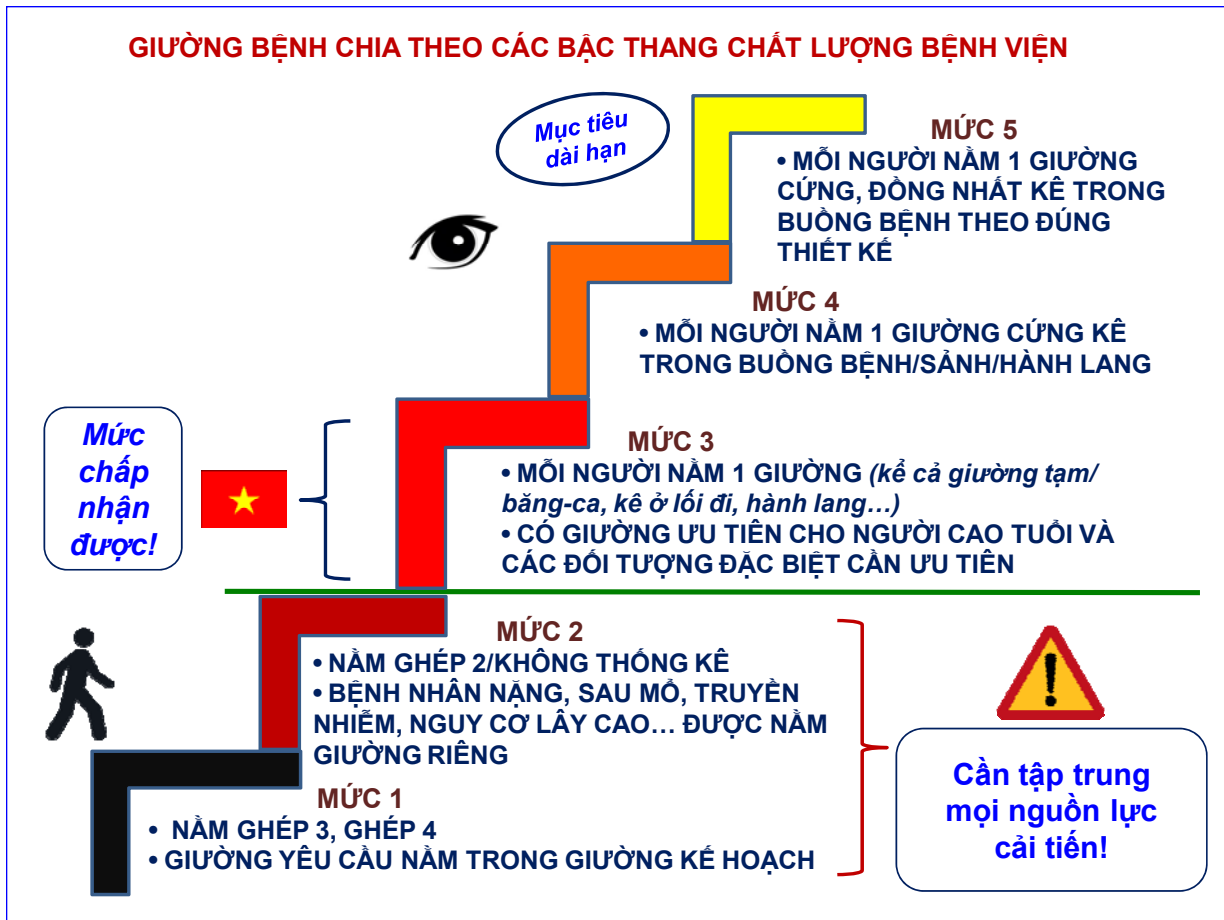 GIƯỜNG BỆNH CHIA THEO CÁC BẬC THANG CHẤT LƯỢNG BỆNH VIỆN
Mục tiêu
dài hạn
MỨC 5
• MỖI NGƯỜI NẰM 1 GIƯỜNG
CỨNG, ĐỒNG NHẤT KÊ TRONG
BUỒNG BỆNH THEO ĐÚNG
THIẾT KẾ
MỨC 4
• MỖI NGƯỜI NẰM 1 GIƯỜNG CỨNG KÊ
TRONG BUỒNG BỆNH/SẢNH/HÀNH LANG
Mức
chấp
nhận
được!
MỨC 3
• MỖI NGƯỜI NẰM 1 GIƯỜNG (kể cả giường tạm/
băng-ca, kê ở lối đi, hành lang…)
• CÓ GIƯỜNG ƯU TIÊN CHO NGƯỜI CAO TUỔI VÀ
CÁC ĐỐI TƯỢNG ĐẶC BIỆT CẦN ƯU TIÊN
MỨC 2
• NẰM GHÉP 2/KHÔNG THỐNG KÊ
• BỆNH NHÂN NẶNG, SAU MỔ, TRUYỀN
NHIỄM, NGUY CƠ LÂY CAO… ĐƯỢC NẰM
GIƯỜNG RIÊNG
MỨC 1
• NẰM GHÉP 3, GHÉP 4
• GIƯỜNG YÊU CẦU NẰM TRONG GIƯỜNG KẾ HOẠCH
Cần tập trung
mọi nguồn lực
cải tiến!